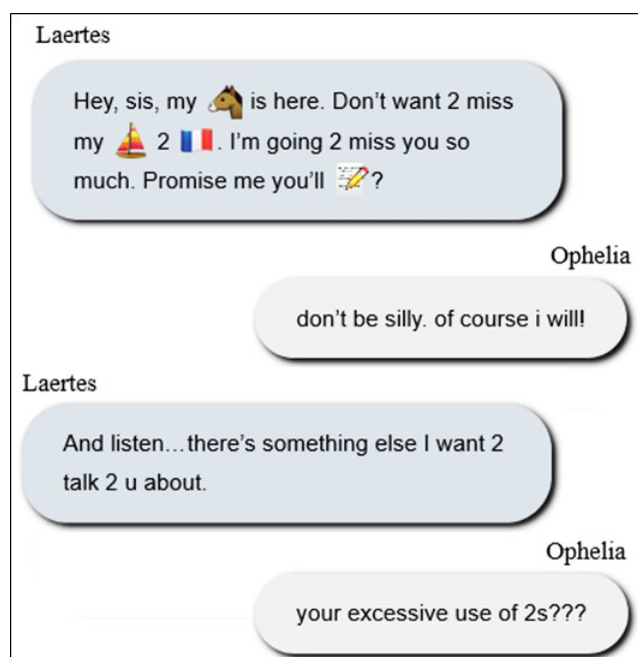 Laertes
Hey, sis, my 🐴 is here. Don't want 2 miss
my ⛵ 2 🇫🇷. I'm going 2 miss you so
much. Promise me you'll 📝?
Ophelia
don't be silly. of course i will!
Laertes
And listen…there's something else I want 2
talk 2 u about.
Ophelia
your excessive use of 2s???